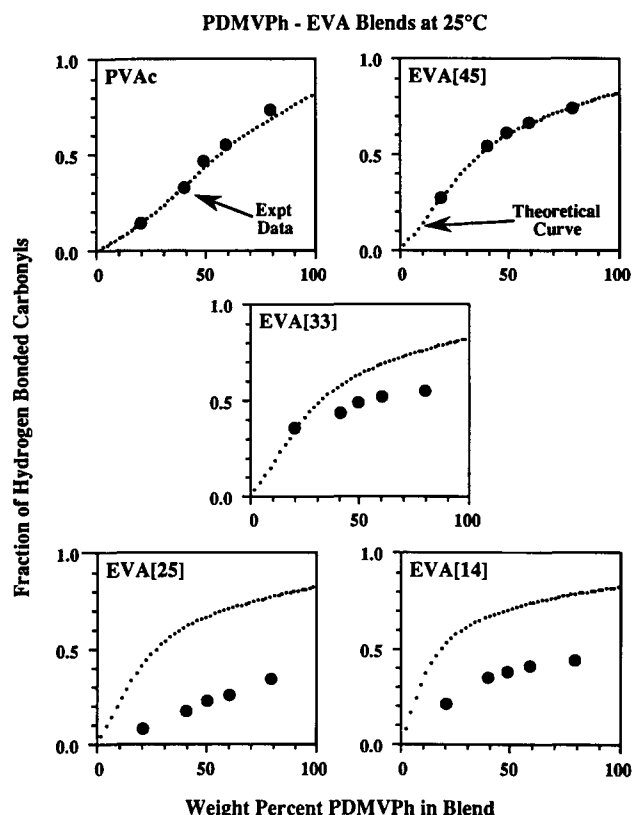 PDMVPh - EVA Blends at 25°C
Fraction of Hydrogen Bonded Carbonyls
PVAc
1.0
0.5
0.0
0 50 100
Expt
Data
EVA[45]
1.0
0.5
0.0
0 50 100
Theoretical
Curve
EVA[33]
1.0
0.5
0.0
0 50 100
EVA[25]
1.0
0.5
0.0
0 50 100
EVA[14]
1.0
0.5
0.0
0 50 100
Weight Percent PDMVPh in Blend